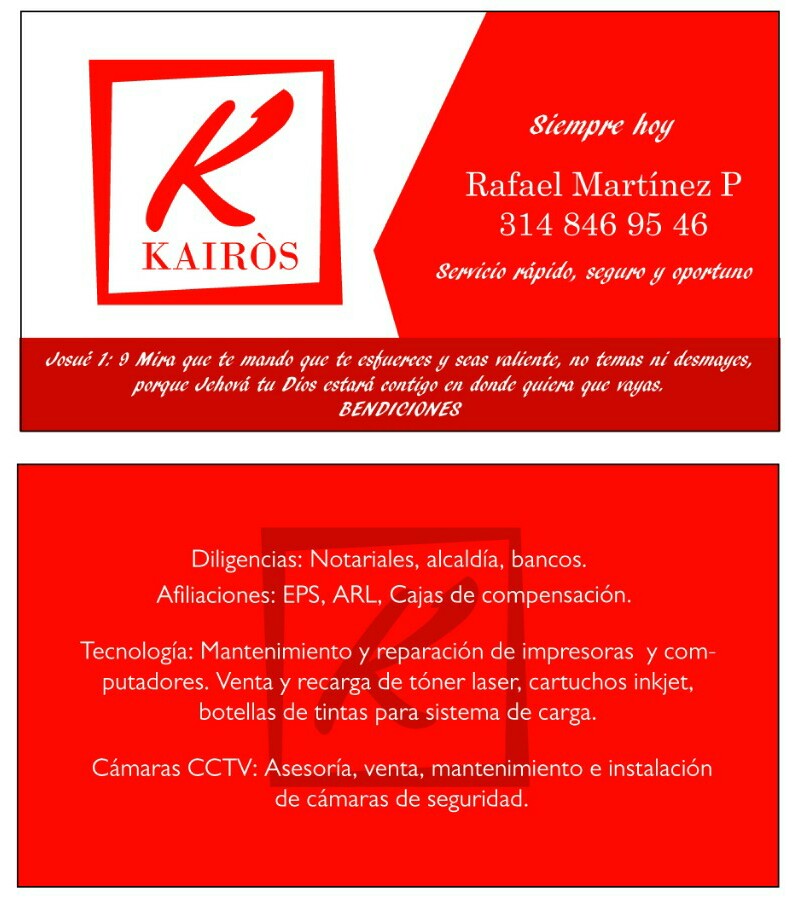 Siempre hoy
K
KAIRÒS
Rafael Martínez P
314 846 95 46
Servicio rápido, seguro y oportuno
Josué 1: 9 Mira que te mando que te esfuerces y seas valiente, no temas ni desmayes,
porque Jehová tu Dios estará contigo en donde quiera que vayas.
BENDICIONES
Diligencias: Notariales, alcaldía, bancos.
Afiliaciones: EPS, ARL, Cajas de compensación.
Tecnología: Mantenimiento y reparación de impresoras y com-
putadores. Venta y recarga de tóner laser, cartuchos inkjet,
botellas de tintas para sistema de carga.
Cámaras CCTV: Asesoría, venta, mantenimiento e instalación
de cámaras de seguridad.
K